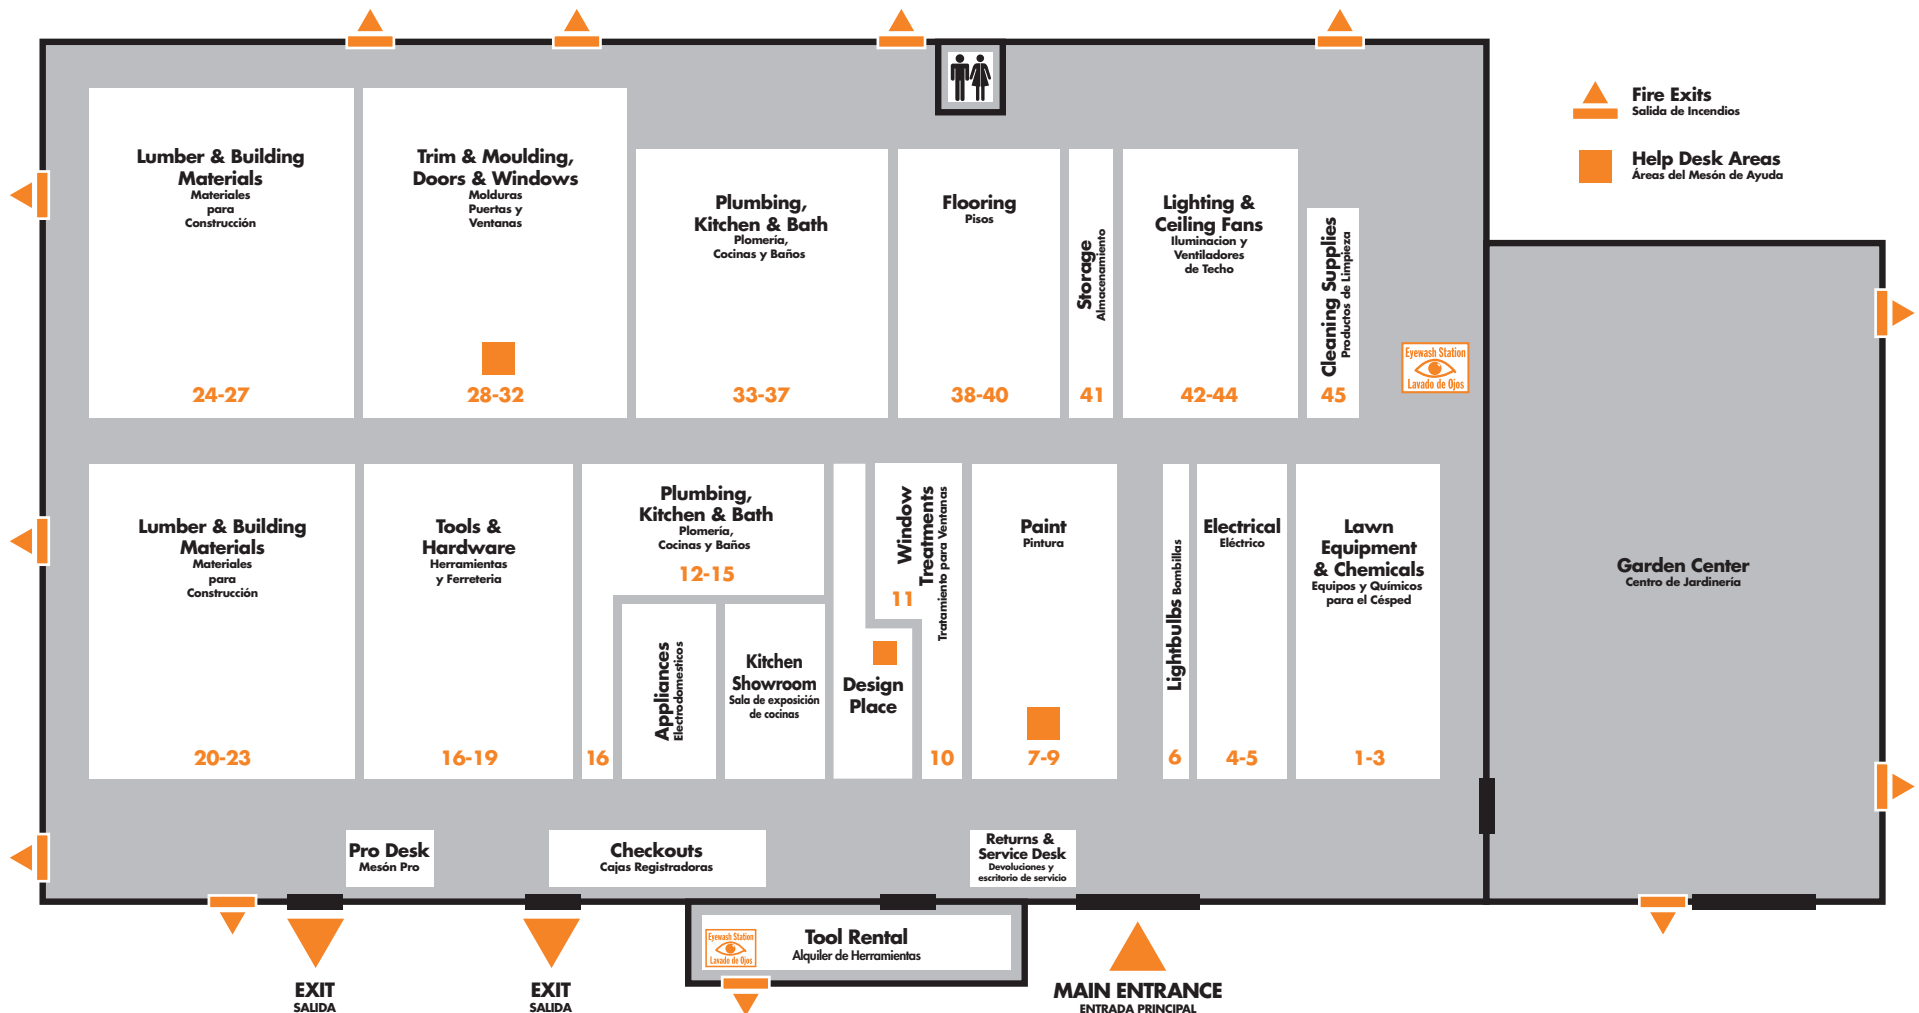 Fire Exits
Salida de Incendios
Help Desk Areas
Áreas del Mesón de Ayuda
Lumber & Building
Materials
Materiales
para
Construcción
24-27
Trim & Moulding,
Doors & Windows
Molduras
Puertas y
Ventanas
28-32
Plumbing,
Kitchen & Bath
Plomería,
Cocinas y Baños
33-37
Flooring
Pisos
38-40
Storage
Almacenamiento
41
Lighting &
Ceiling Fans
Iluminacion y
Ventiladores
de Techo
42-44
Cleaning Supplies
Productos de Limpieza
45
Eyewash Station
Lavado de Ojos
Lumber & Building
Materials
Materiales
para
Construcción
20-23
Tools &
Hardware
Herramientas
y Ferreteria
16-19
Plumbing,
Kitchen & Bath
Plomería,
Cocinas y Baños
12-15
16
Appliances
Electrodomesticos
Kitchen
Showroom
Sala de exposición
de cocinas
Design
Place
Window
Treatments
Tratamiento para Ventanas
11
10
Paint
Pintura
7-9
Lightbulbs Bombillas
6
Electrical
Eléctrico
4-5
Lawn
Equipment
& Chemicals
Equipos y Químicos
para el Césped
1-3
Garden Center
Centro de Jardinería
Pro Desk
Mesón Pro
Checkouts
Cajas Registradoras
Returns &
Service Desk
Devoluciones y
escritorio de servicio
Eyewash Station
Lavado de Ojos
Tool Rental
Alquiler de Herramientas
EXIT
SALIDA
EXIT
SALIDA
MAIN ENTRANCE
ENTRADA PRINCIPAL